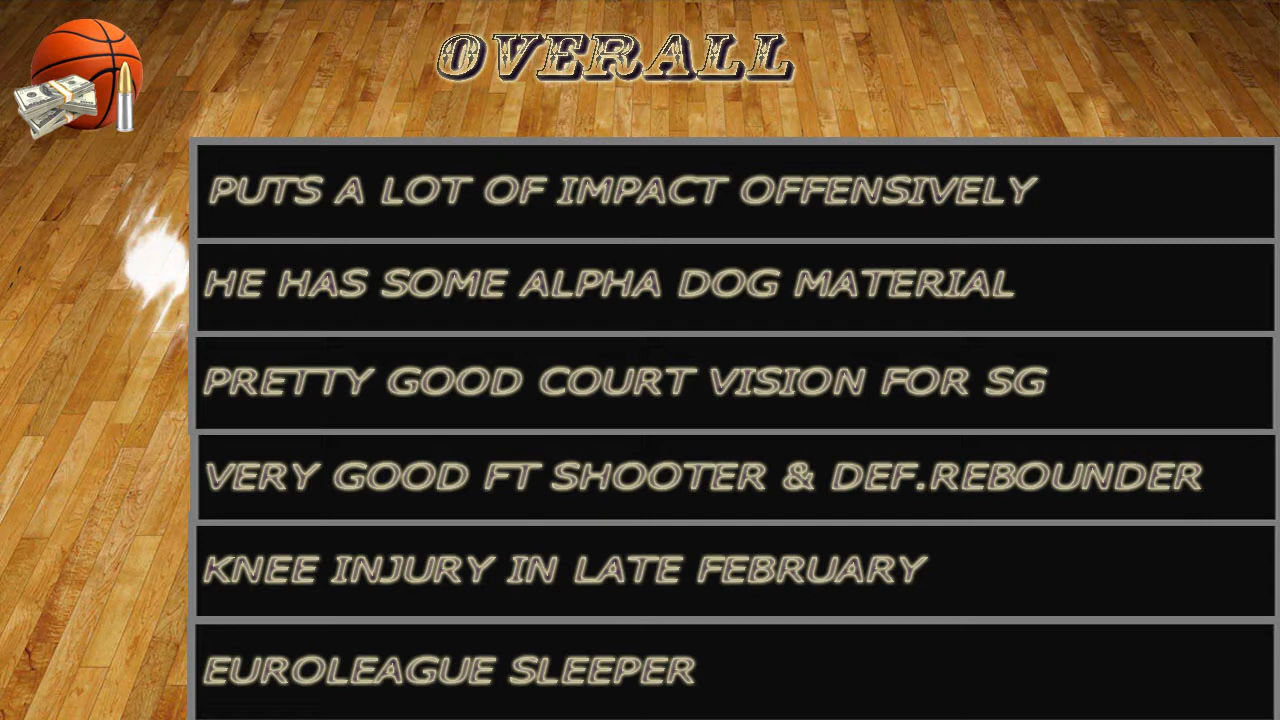 OVERALL
PUTS A LOT OF IMPACT OFFENSIVELY
HE HAS SOME ALPHA DOG MATERIAL
PRETTY GOOD COURT VISION FOR SG
VERY GOOD FT SHOOTER & DEF.REBOUNDER
KNEE INJURY IN LATE FEBRUARY
EUROLEAGUE SLEEPER